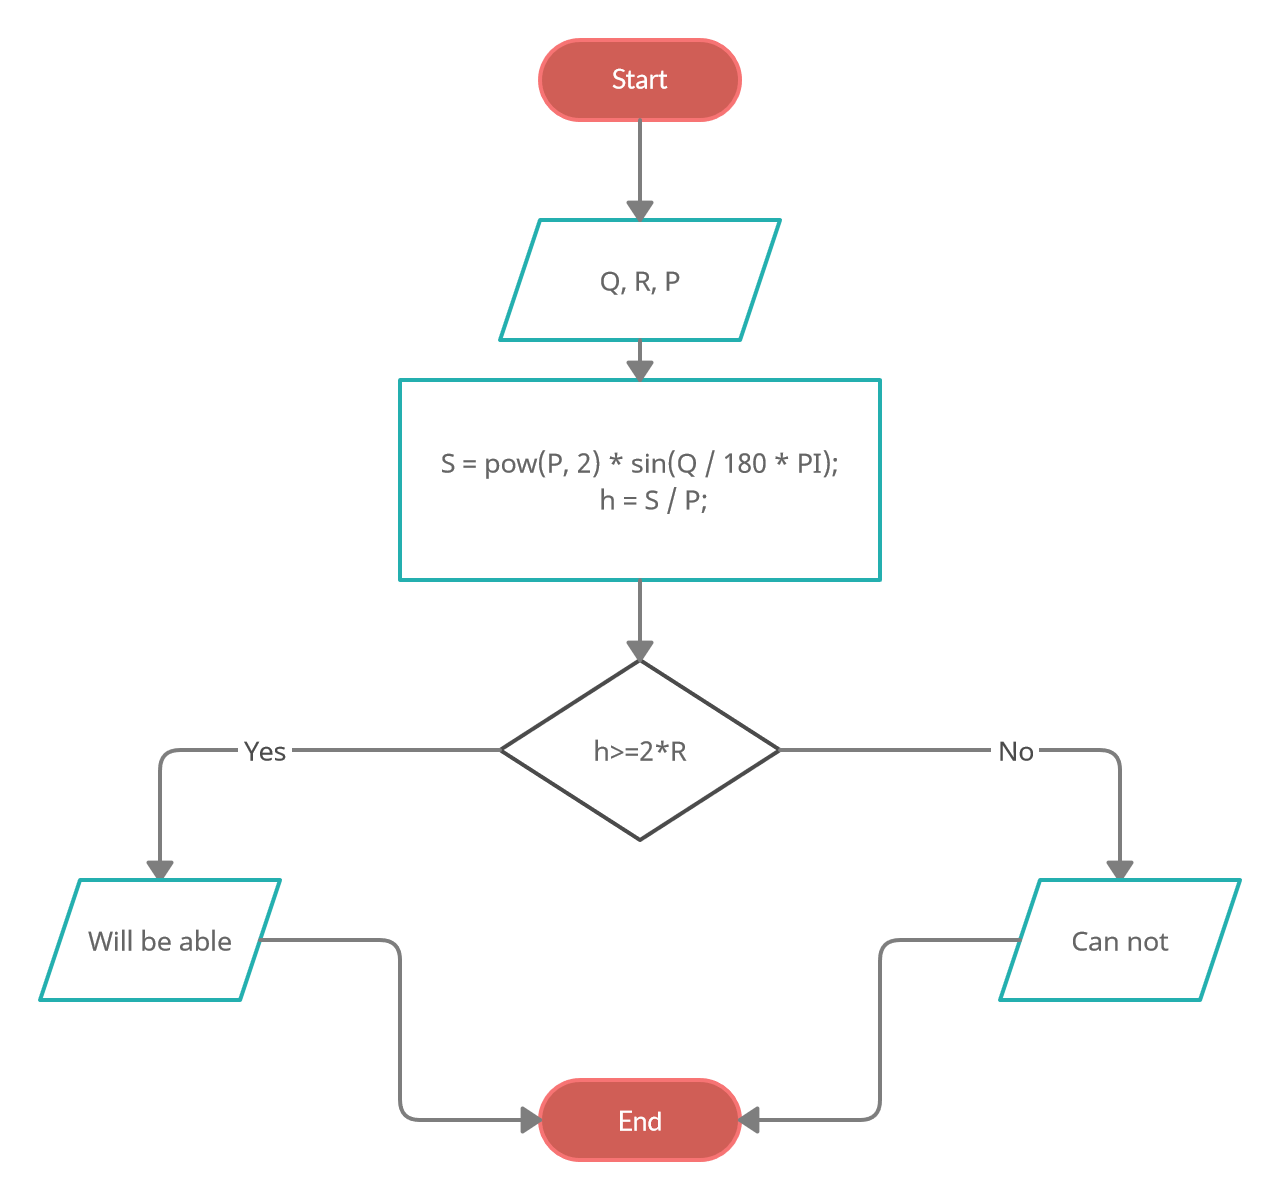 Start
Q, R, P
S = pow(P, 2) * sin(Q / 180 * PI);
h = S / P;
h>=2*R
Yes
No
Will be able
Can not
End